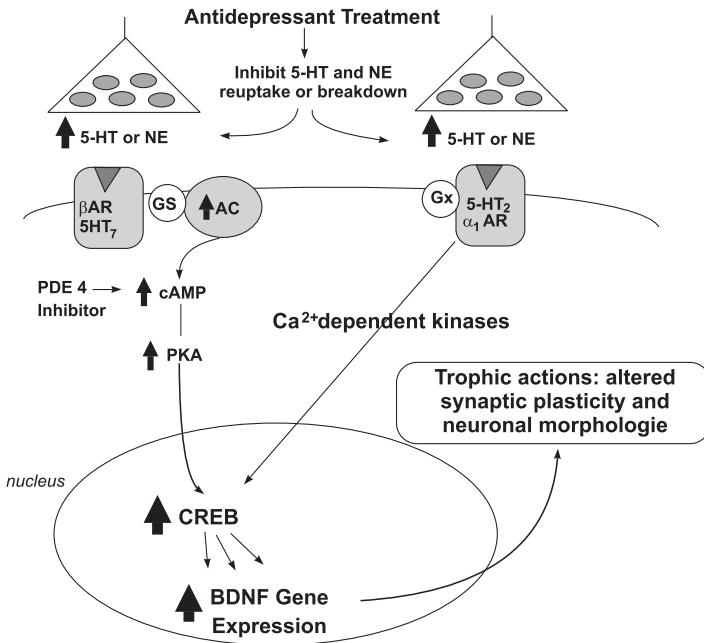 Antidepressant Treatment
Inhibit 5-HT and NE
reuptake or breakdown
5-HT or NE
5-HT or NE
βAR
5HT7
GS
AC
Gx
5-HT2
α1 AR
PDE 4
Inhibitor
cAMP
Ca2+dependent kinases
PKA
Trophic actions: altered
synaptic plasticity and
neuronal morphologie
nucleus
CREB
BDNF Gene
Expression